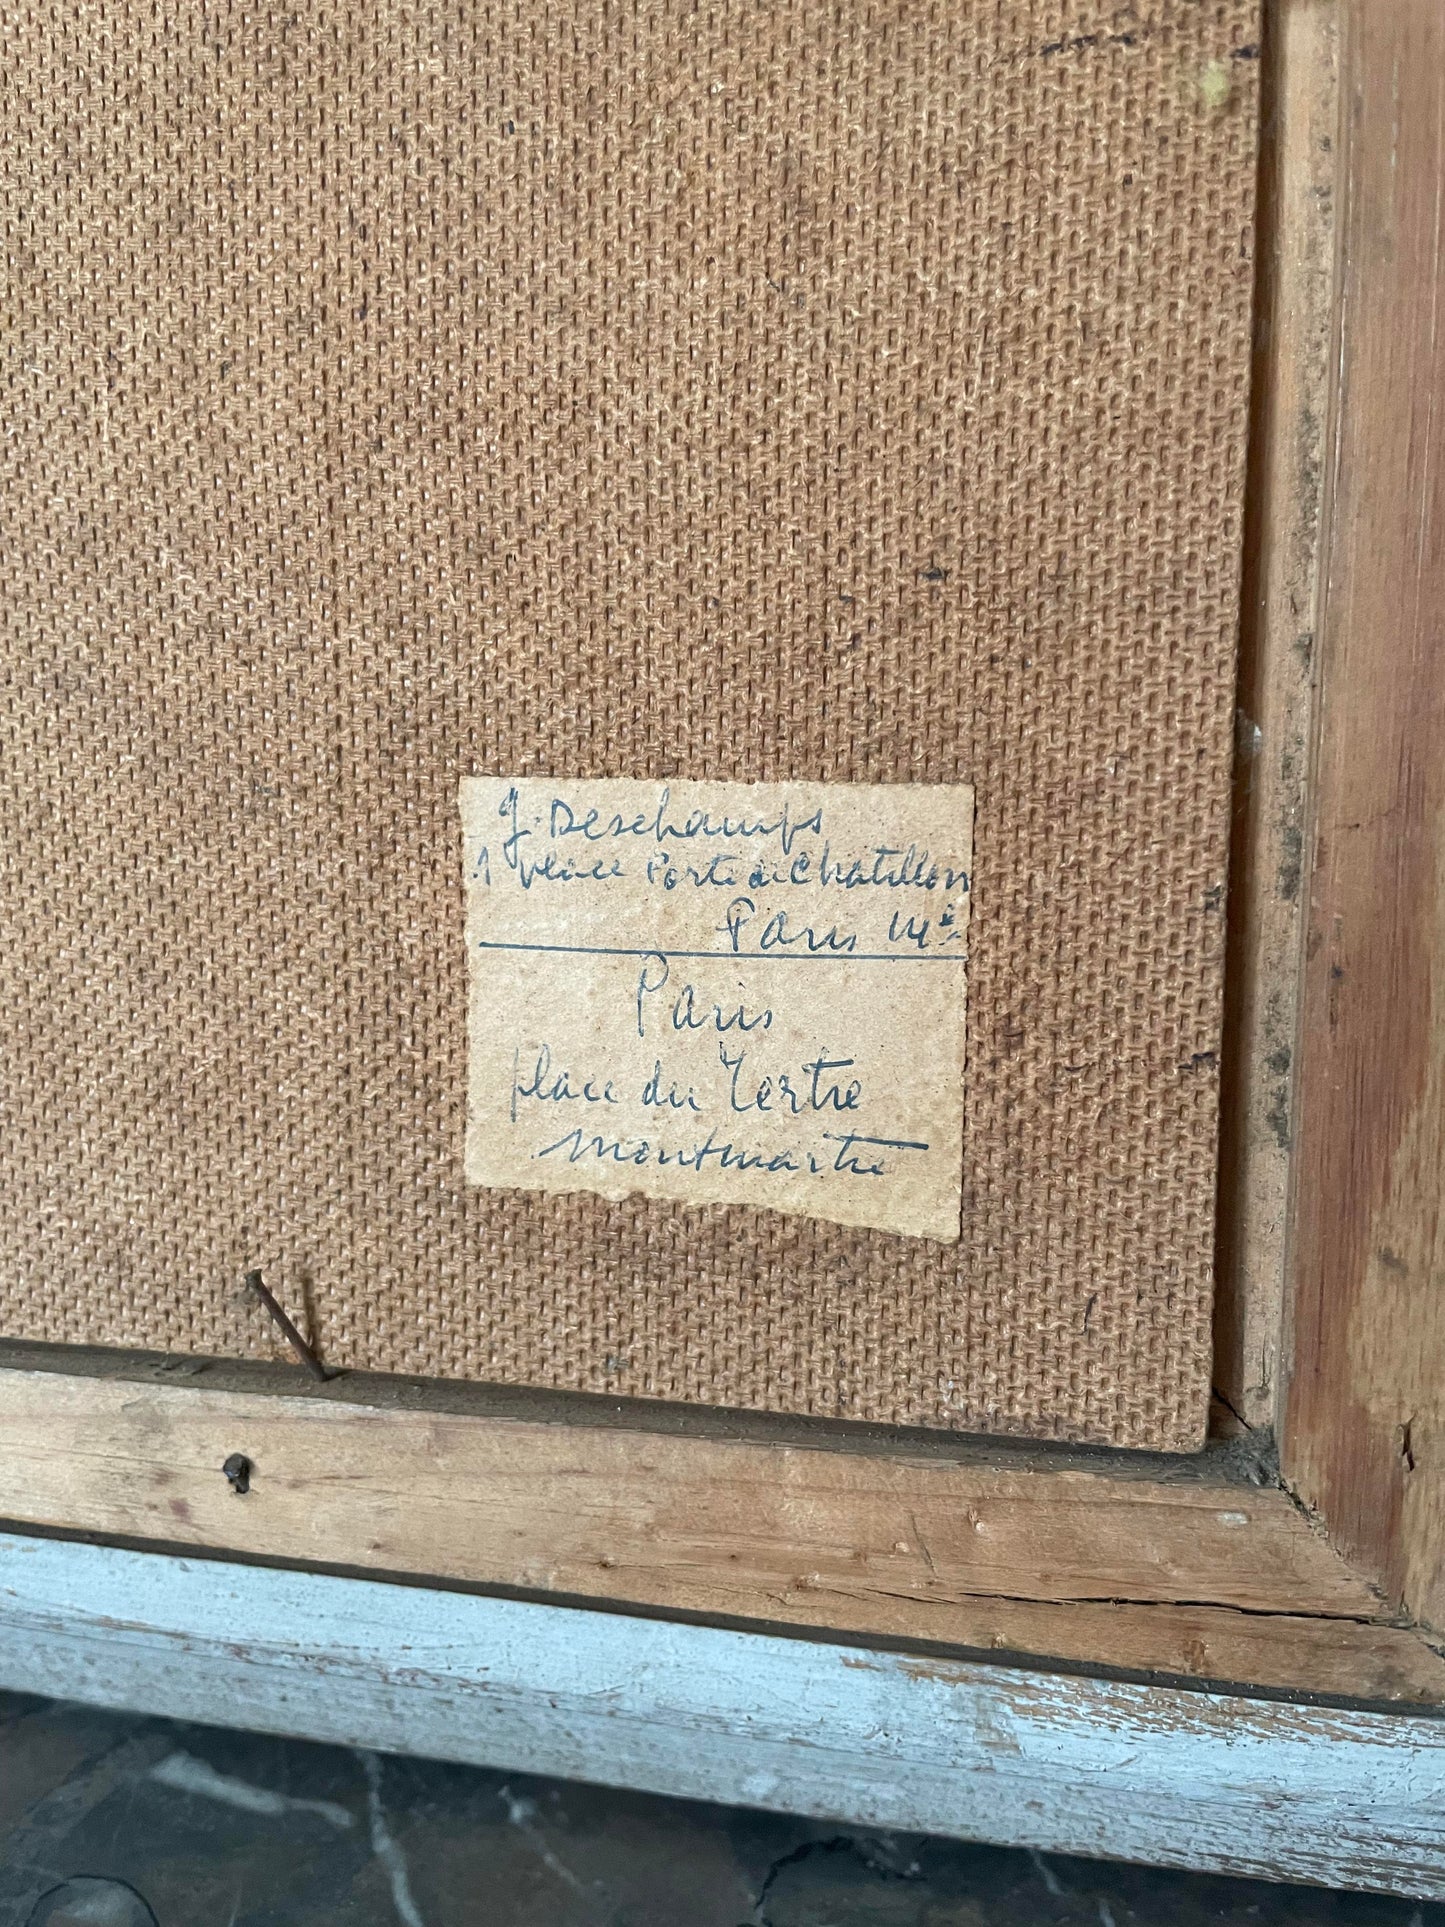 J. Deschamps
1 place Porte de Chatillon
Paris 14e
Paris
place du Tertre
montmartre